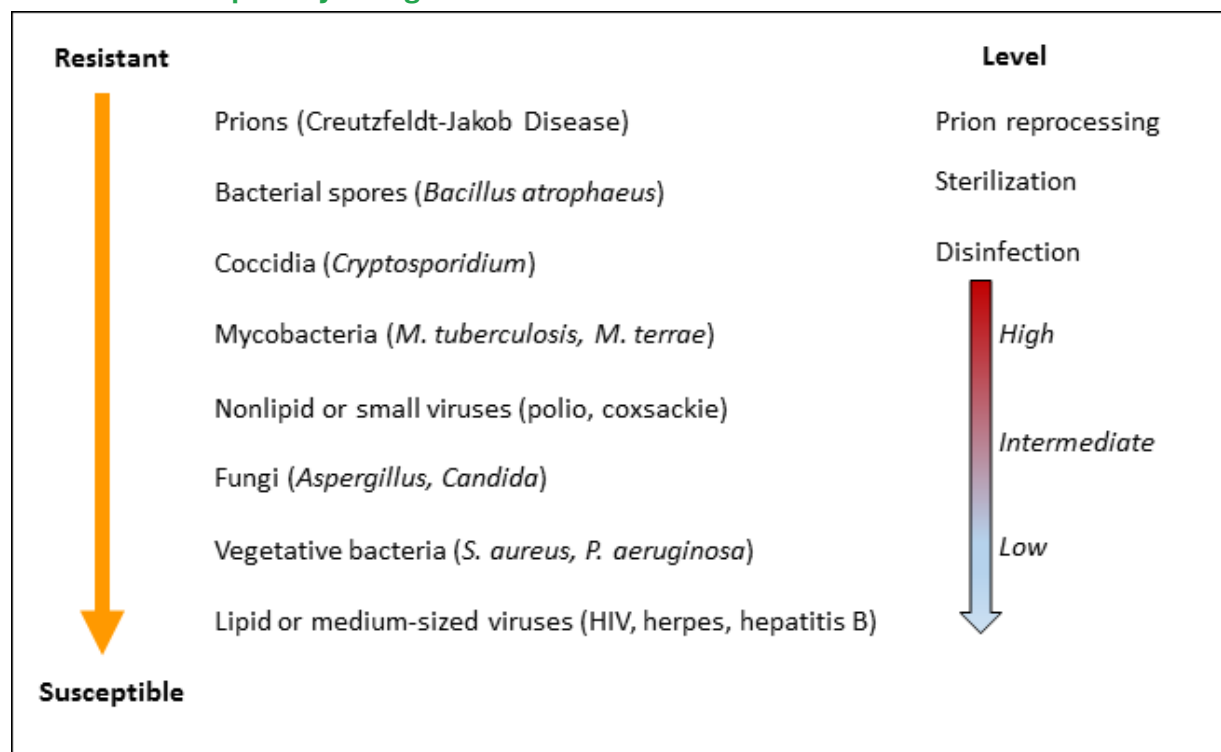 Resistant Level
Prions (Creutzfeldt-Jakob Disease) Prion reprocessing
Bacterial spores (Bacillus atrophaeus) Sterilization
Coccidia (Cryptosporidium) Disinfection
Mycobacteria (M. tuberculosis, M. terrae) High
Nonlipid or small viruses (polio, coxsackie)
Intermediate
Fungi (Aspergillus, Candida)
Vegetative bacteria (S. aureus, P. aeruginosa) Low
Lipid or medium-sized viruses (HIV, herpes, hepatitis B)
Susceptible